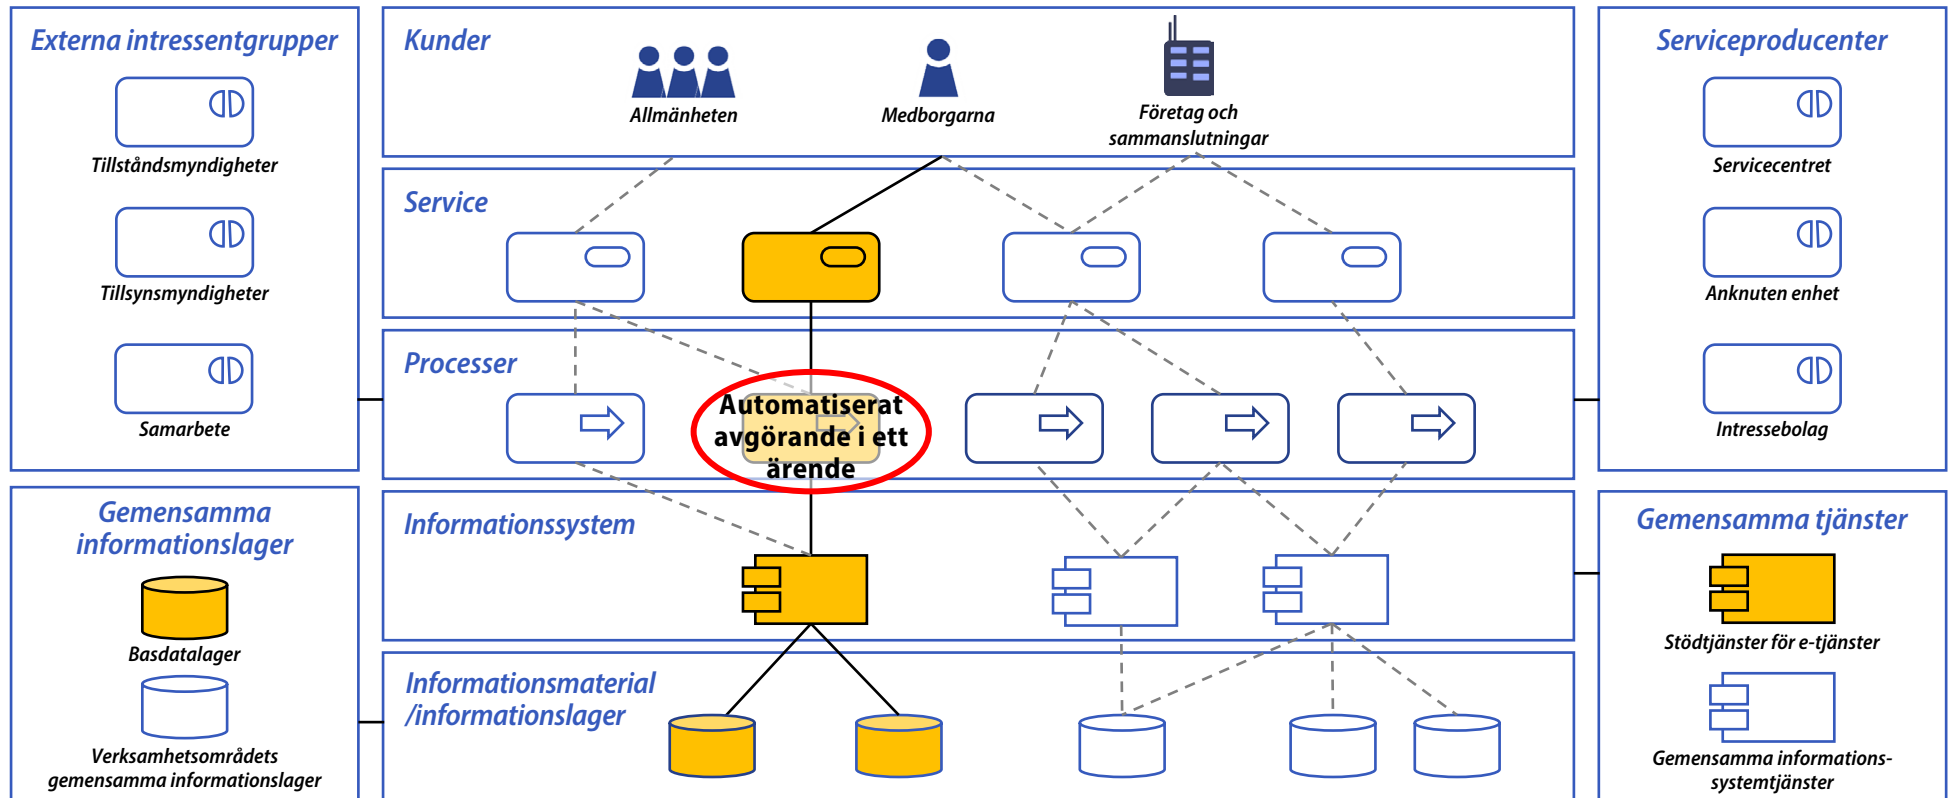 Externa intressentgrupper
Tillståndsmyndigheter
Tillsynsmyndigheter
Samarbete
Gemensamma
informationslager
Basdatalager
Verksamhetsområdets
gemensamma informationslager
Kunder
Allmänheten
Medborgarna
Företag och
sammanslutningar
Service
Processer
Automatiserat
avgörande i ett
ärende
Informationssystem
Informationsmaterial
/informationslager
Serviceproducenter
Servicecentret
Anknuten enhet
Intressebolag
Gemensamma tjänster
Stödtjänster för e-tjänster
Gemensamma informations-
systemtjänster